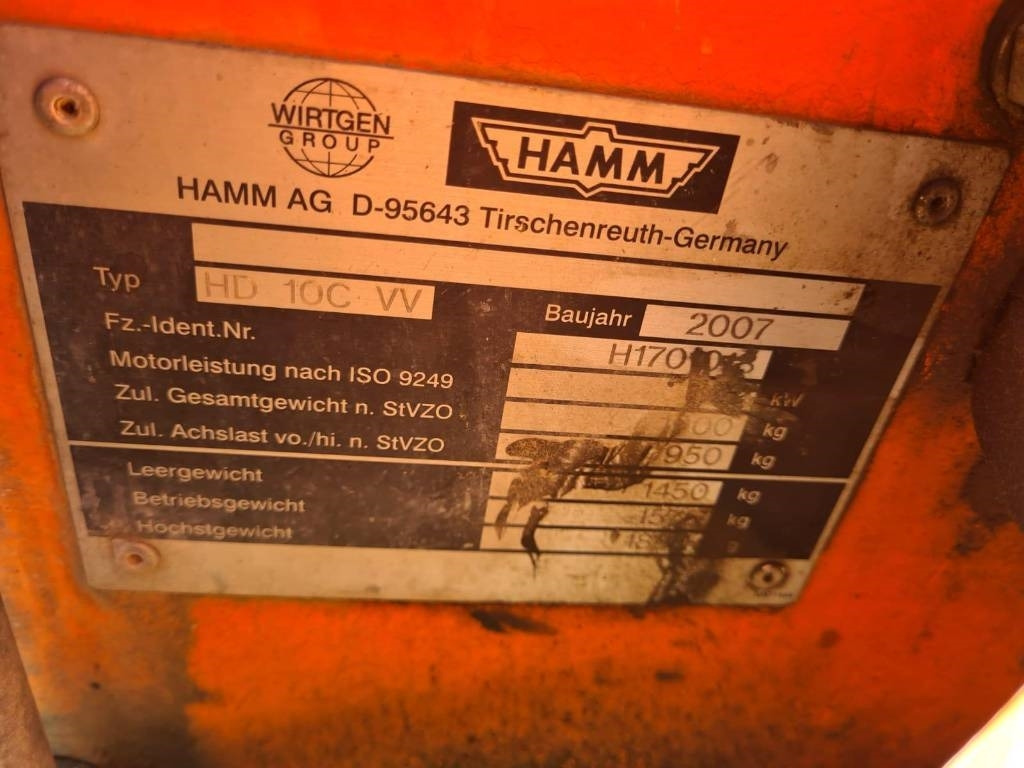 WIRTGEN
GROUP
HAMM
HAMM AG D-95643 Tirschenreuth-Germany
Typ HD 10C VV Baujahr 2007
Fz.-Ident.Nr.
Motorleistung nach ISO 9249 kW
Zul. Gesamtgewicht n. StVZO kg
Zul. Achslast vo./hi. n. StVZO 950 kg
Leergewicht 1450 kg
Betriebsgewicht kg
Höchstgewicht